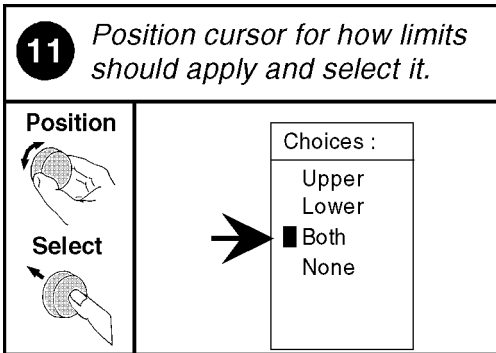 11
Position cursor for how limits
should apply and select it.
Position
Select
Choices :
Upper
Lower
Both
None